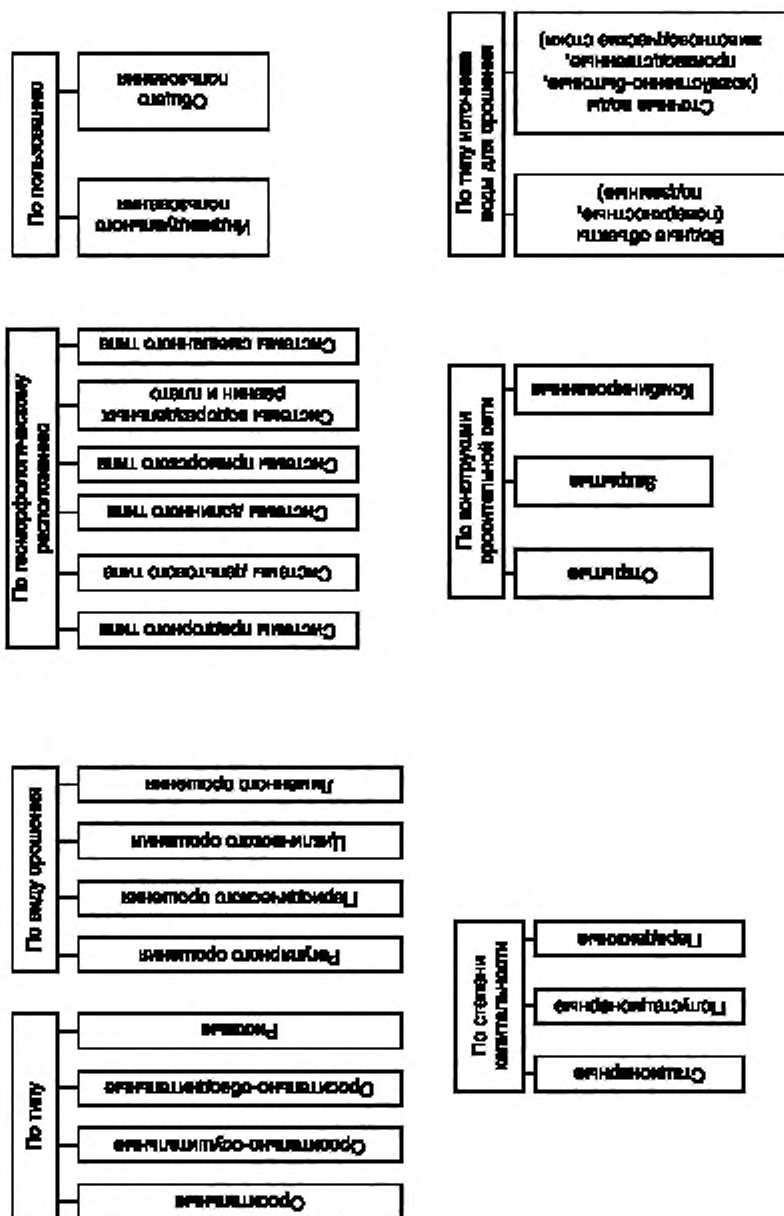 По типу
Оросительные
Оросительно-осушительные
Оросительно-обводнительные
Рисовые
По виду орошения
Регулярного орошения
Периодического орошения
Циклического орошения
Лиманного орошения
По геоморфологическому
расположению
Системы предгорного типа
Системы дельтового типа
Системы долинного типа
Системы приморского типа
Системы водораздельных
равнин и плато
Системы смешанного типа
По пользованию
Индивидуального
пользования
Общего
пользования
По степени
капитальности
Стационарные
Полустационарные
Передвижные
По конструкции
оросительной сети
Открытые
Закрытые
Комбинированные
По типу источника
воды для орошения
Водные объекты
(поверхностные,
подземные)
Сточные воды
(хозяйственно-бытовые,
производственные,
животноводческие стоки)